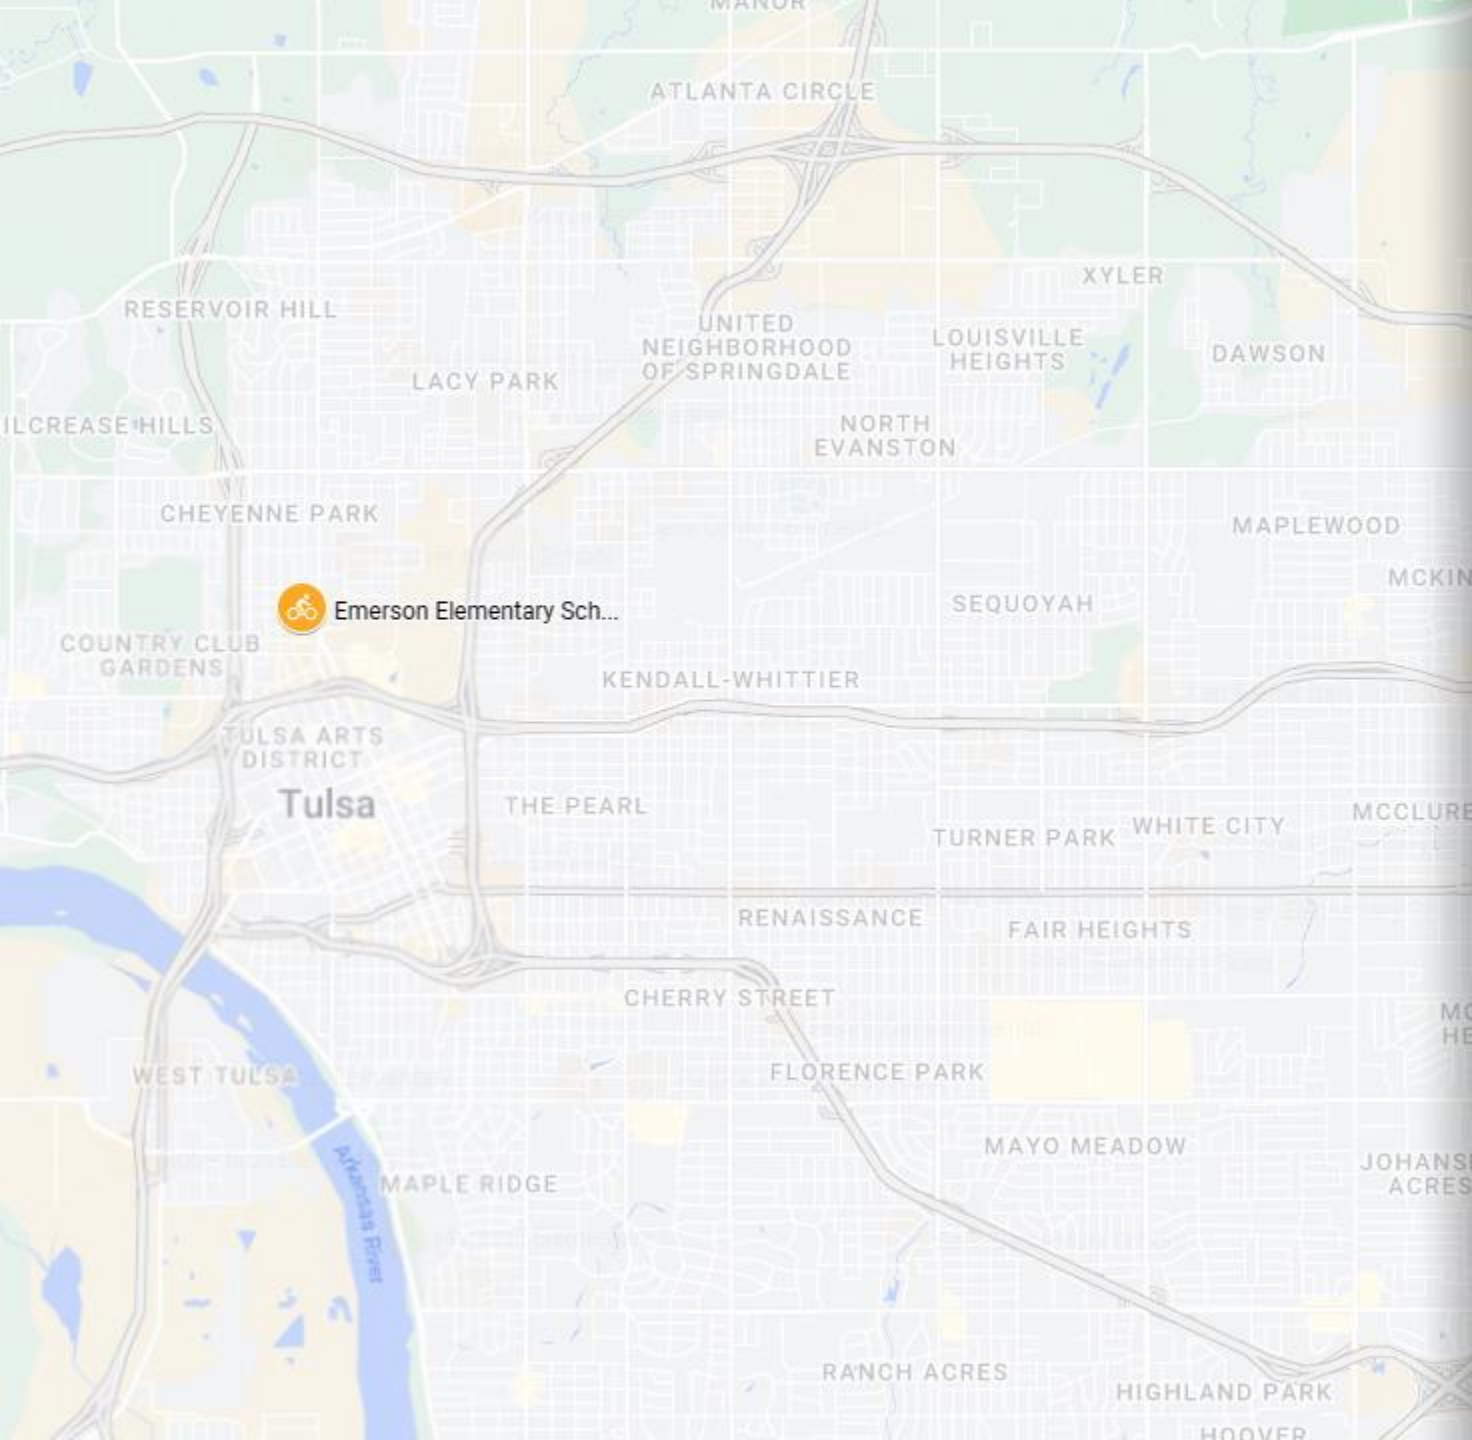 MANOR
ATLANTA CIRCLE
XYLER
RESERVOIR HILL
UNITED
NEIGHBORHOOD
OF SPRINGDALE
LOUISVILLE
HEIGHTS
DAWSON
LACY PARK
ILCREASE HILLS
NORTH
EVANSTON
CHEYENNE PARK
MAPLEWOOD
MCKIN
SEQUOYAH
Emerson Elementary Sch...
COUNTRY CLUB
GARDENS
KENDALL-WHITTIER
TULSA ARTS
DISTRICT
Tulsa
THE PEARL
MCCLURE
WHITE CITY
TURNER PARK
RENAISSANCE
FAIR HEIGHTS
CHERRY STREET
MC
HE
WEST TULSA
FLORENCE PARK
MAYO MEADOW
JOHANS
ACRES
MAPLE RIDGE
Arkansas River
RANCH ACRES
HIGHLAND PARK
HOOVER